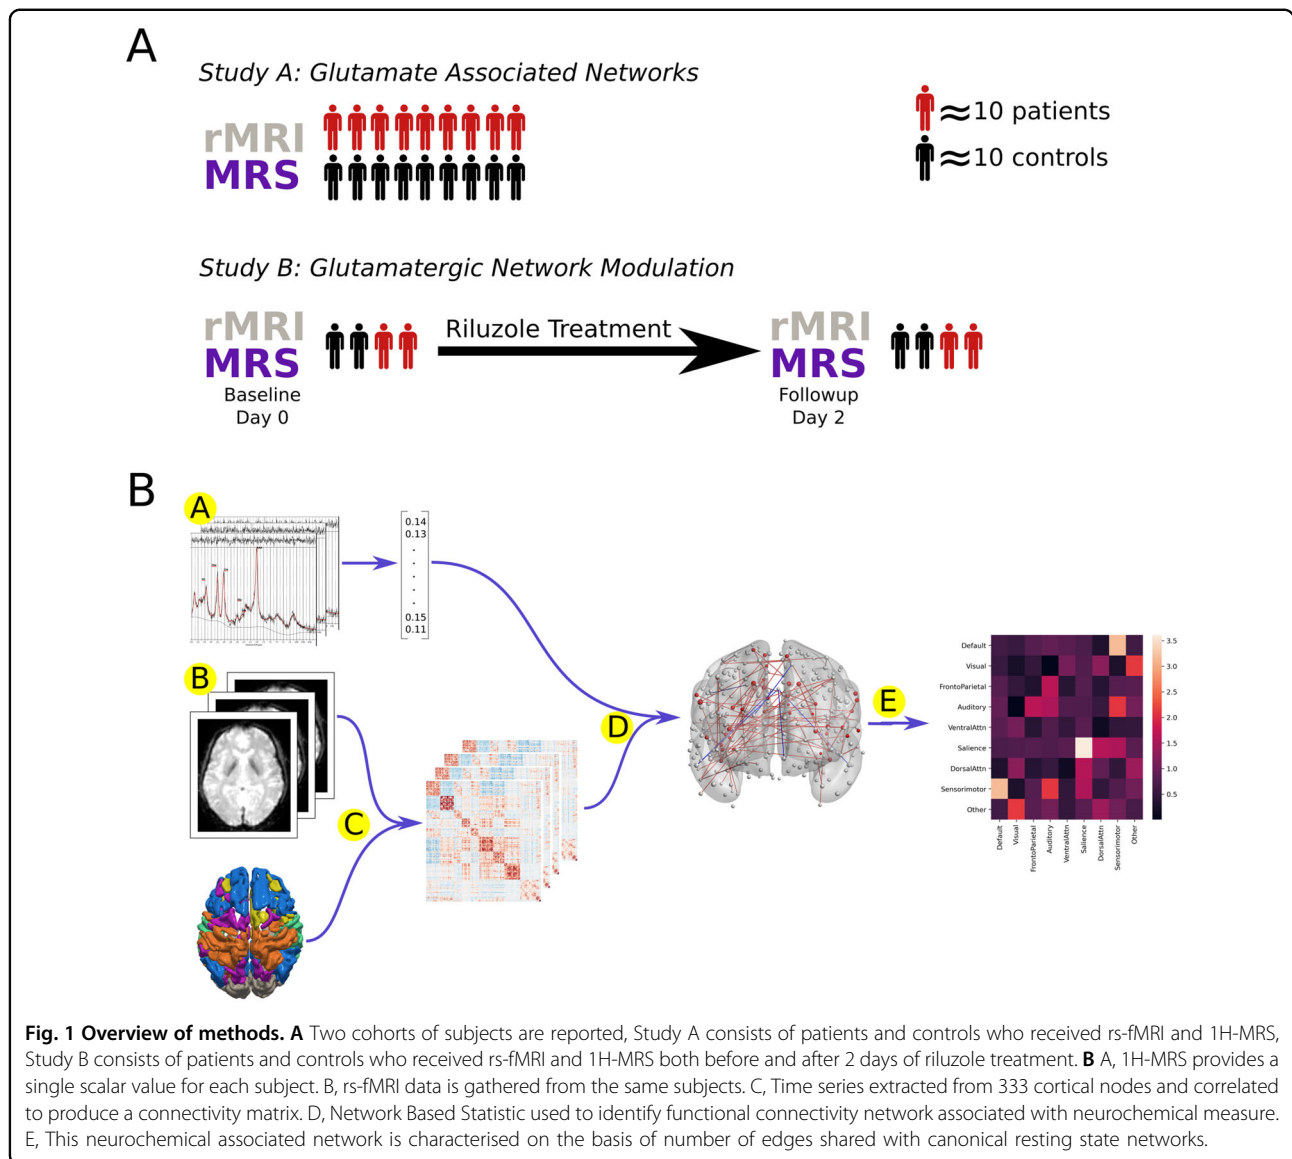 A
Study A: Glutamate Associated Networks
rMRI
MRS
≈10 patients
≈10 controls
Study B: Glutamatergic Network Modulation
rMRI
MRS
Baseline
Day 0
Riluzole Treatment
rMRI
MRS
Followup
Day 2
B
A
0.14
0.13
.
.
.
.
.
0.15
0.11
B
C
D
E
Default
Visual
FrontoParietal
Auditory
VentralAttn
Salience
DorsalAttn
Sensorimotor
Other
Default
Visual
FrontoParietal
Auditory
VentralAttn
Salience
DorsalAttn
Sensorimotor
Other
3.5
3.0
2.5
2.0
1.5
1.0
0.5
Fig. 1 Overview of methods. A Two cohorts of subjects are reported, Study A consists of patients and controls who received rs-fMRI and 1H-MRS,
Study B consists of patients and controls who received rs-fMRI and 1H-MRS both before and after 2 days of riluzole treatment. B A, 1H-MRS provides a
single scalar value for each subject. B, rs-fMRI data is gathered from the same subjects. C, Time series extracted from 333 cortical nodes and correlated
to produce a connectivity matrix. D, Network Based Statistic used to identify functional connectivity network associated with neurochemical measure.
E, This neurochemical associated network is characterised on the basis of number of edges shared with canonical resting state networks.